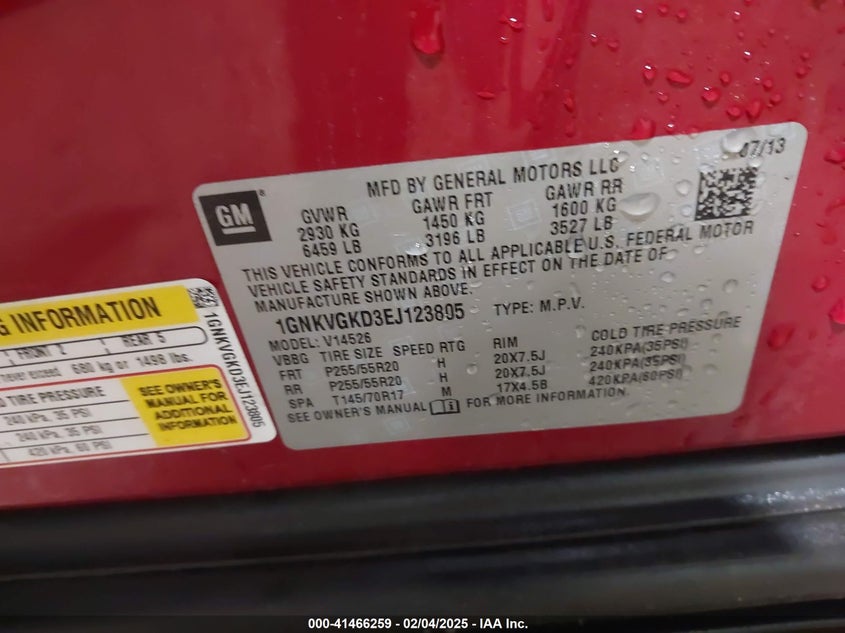 MFD BY GENERAL MOTORS LLC 07/13
GM
GVWR GAWR FRT GAWR RR
2930 KG 1450 KG 1600 KG
6459 LB 3196 LB 3527 LB
THIS VEHICLE CONFORMS TO ALL APPLICABLE U.S. FEDERAL MOTOR
VEHICLE SAFETY STANDARDS IN EFFECT ON THE DATE OF
MANUFACTURE SHOWN ABOVE.
1GNKVGKD3EJ123805 TYPE: M.P.V.
MODEL: V14526
VBBG TIRE SIZE SPEED RTG RIM COLD TIRE PRESSURE
FRT P255/55R20 H 20X7.5J 240KPA(35PSI)
RR P255/55R20 H 20X7.5J 240KPA(35PSI)
SPA T145/70R17 M 17X4.5B 420KPA(60PSI)
SEE OWNER'S MANUAL FOR MORE INFORMATION.
G INFORMATION
FRONT 2 REAR 5
never exceed 680 kg or 1498 lbs.
TIRE PRESSURE
240 kPa, 35 PSI
240 kPa, 35 PSI
420 kPa, 60 PSI
SEE OWNER'S
MANUAL FOR
ADDITIONAL
INFORMATION
1GNKVGKD3EJ123805
000-41466259 — 02/04/2025 — IAA Inc.